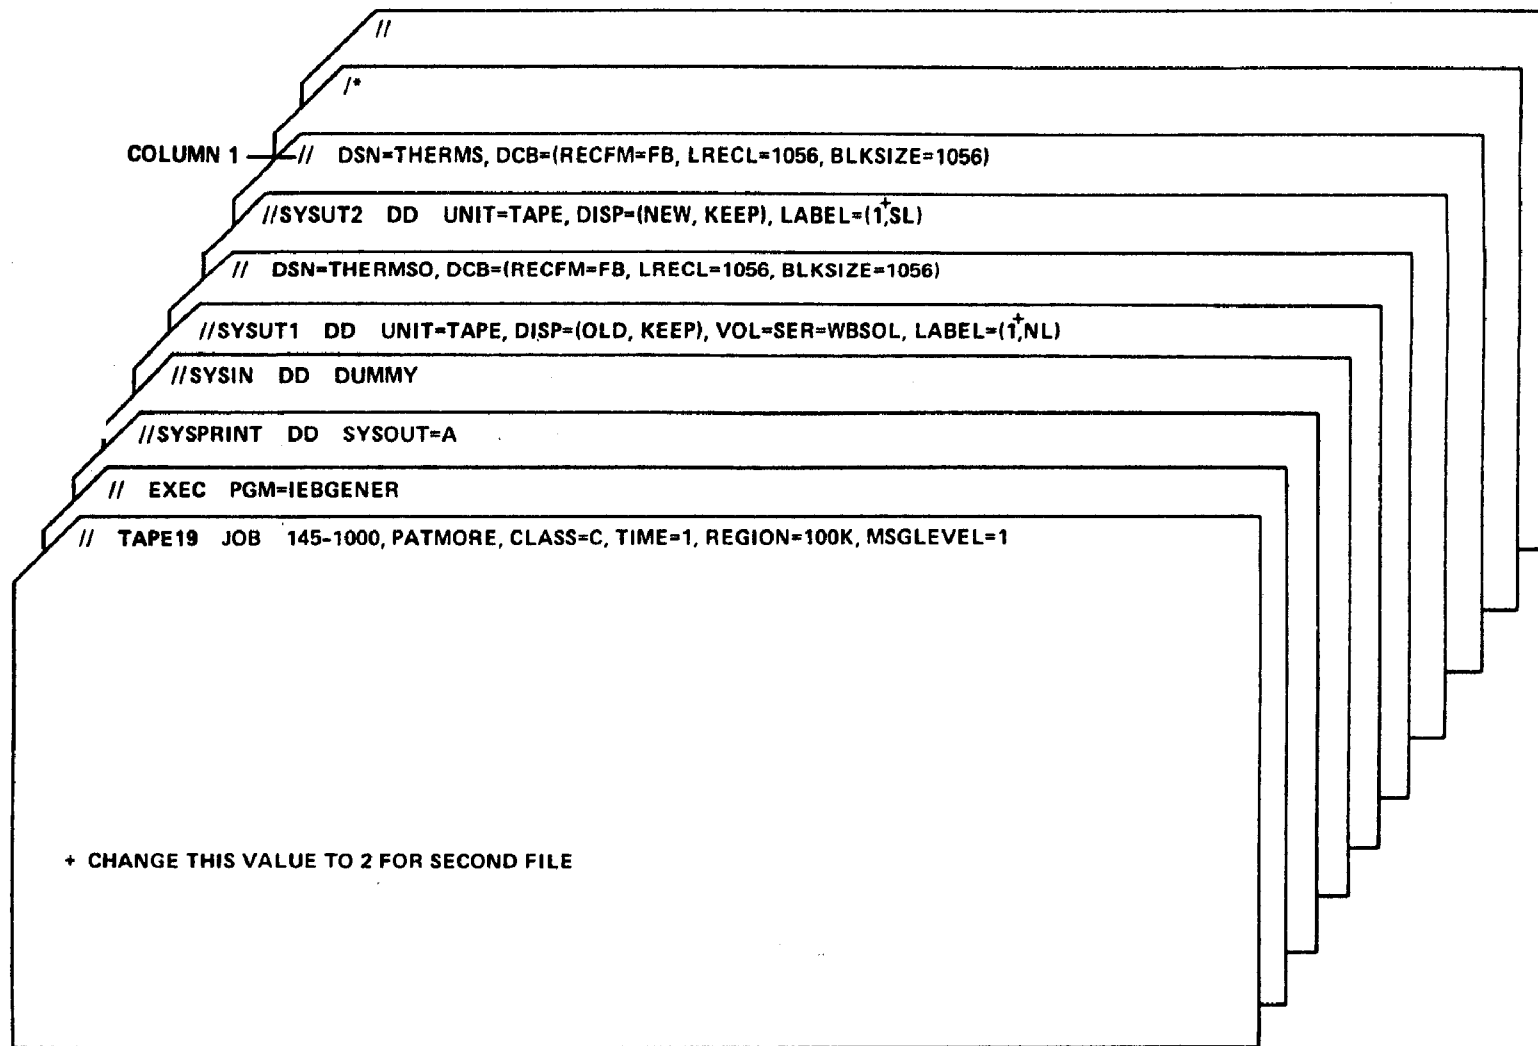 //
/*
COLUMN 1 // DSN=THERMS, DCB=(RECFM=FB, LRECL=1056, BLKSIZE=1056)
//SYSUT2 DD UNIT=TAPE, DISP=(NEW, KEEP), LABEL=(1+,SL)
// DSN=THERMSO, DCB=(RECFM=FB, LRECL=1056, BLKSIZE=1056)
//SYSUT1 DD UNIT=TAPE, DISP=(OLD, KEEP), VOL=SER=WBSOL, LABEL=(1+,NL)
//SYSIN DD DUMMY
//SYSPRINT DD SYSOUT=A
// EXEC PGM=IEBGENER
// TAPE19 JOB 145-1000, PATMORE, CLASS=C, TIME=1, REGION=100K, MSGLEVEL=1
+ CHANGE THIS VALUE TO 2 FOR SECOND FILE